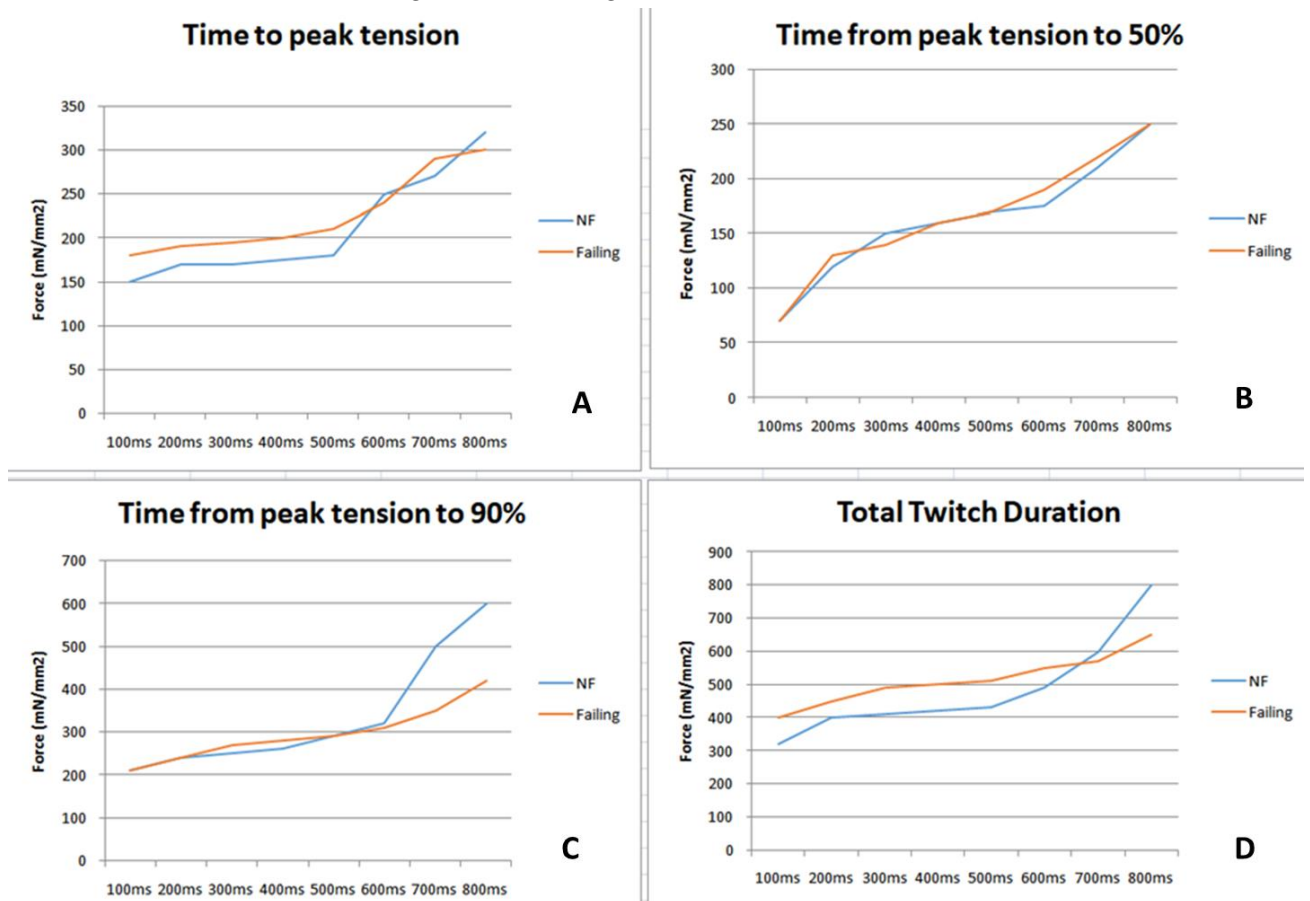 Time to peak tension
350
300
250
200
150
100
50
0
Force (mN/mm2)
100ms 200ms 300ms 400ms 500ms 600ms 700ms 800ms
NF
Failing
A
Time from peak tension to 50%
300
250
200
150
100
50
0
Force (mN/mm2)
100ms 200ms 300ms 400ms 500ms 600ms 700ms 800ms
NF
Failing
B
Time from peak tension to 90%
700
600
500
400
300
200
100
0
Force (mN/mm2)
100ms 200ms 300ms 400ms 500ms 600ms 700ms 800ms
NF
Failing
C
Total Twitch Duration
900
800
700
600
500
400
300
200
100
0
Force (mN/mm2)
100ms 200ms 300ms 400ms 500ms 600ms 700ms 800ms
NF
Failing
D